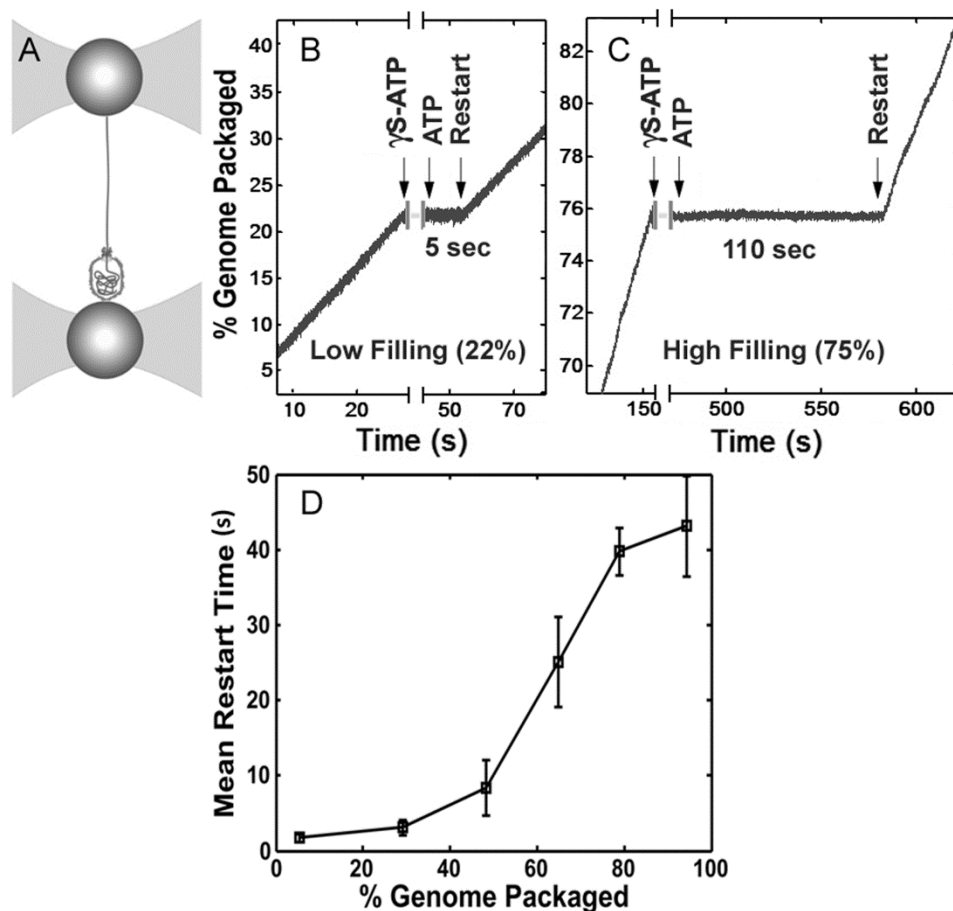 A
B
% Genome Packaged
40
35
30
25
20
15
10
5
γS-ATP
ATP
Restart
5 sec
Low Filling (22%)
10
20
50
70
Time (s)
C
82
80
78
76
74
72
70
γS-ATP
ATP
Restart
110 sec
High Filling (75%)
150
500
550
600
Time (s)
D
Mean Restart Time (s)
50
40
30
20
10
0
0
20
40
60
80
100
% Genome Packaged